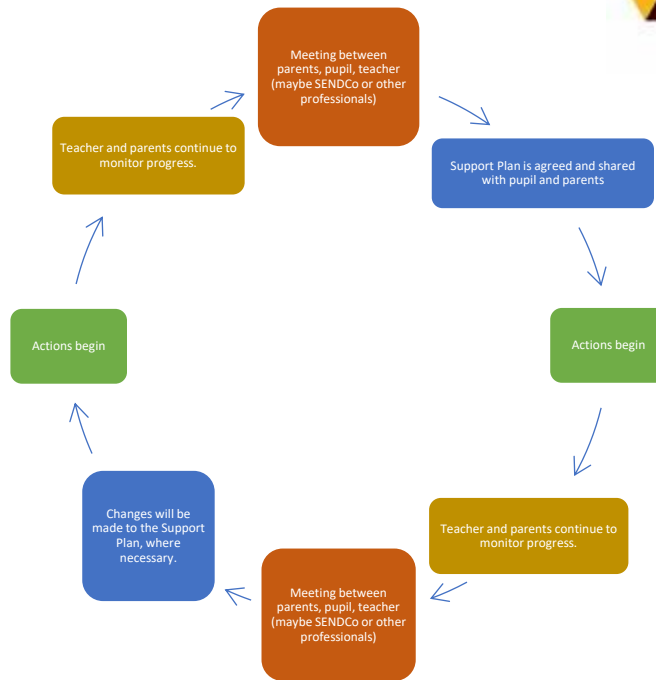 Meeting between
parents, pupil, teacher
(maybe SENDCo or other
professionals)
Support Plan is agreed and shared
with pupil and parents
Actions begin
Teacher and parents continue to
monitor progress.
Meeting between
parents, pupil, teacher
(maybe SENDCo or other
professionals)
Changes will be
made to the Support
Plan, where
necessary.
Actions begin
Teacher and parents continue to
monitor progress.